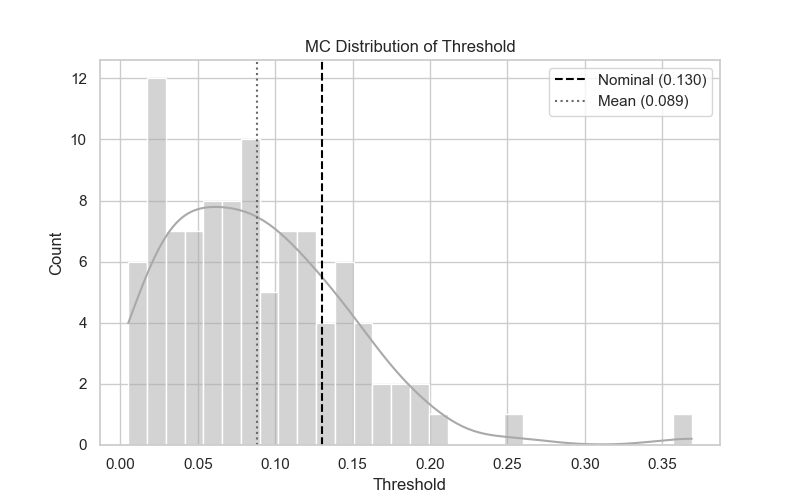 MC Distribution of Threshold
Nominal (0.130)
Mean (0.089)
12
10
8
6
4
2
0
Count
0.00 0.05 0.10 0.15 0.20 0.25 0.30 0.35
Threshold